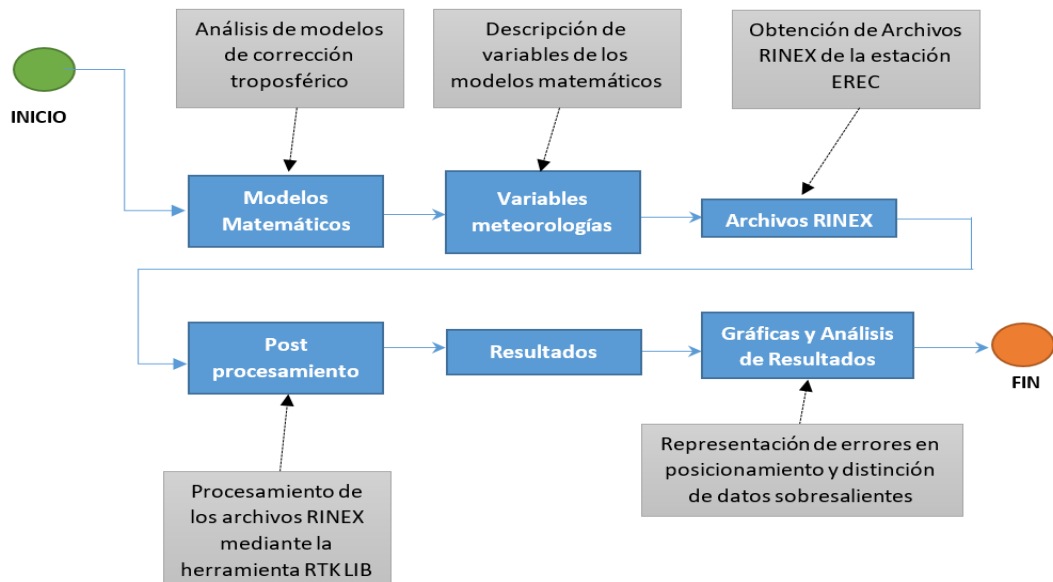 Análisis de modelos
de corrección
troposférico
Descripción de
variables de los
modelos matemáticos
Obtención de Archivos
RINEX de la estación
EREC
INICIO
Modelos
Matemáticos
Variables
meteorologías
Archivos RINEX
Post
procesamiento
Resultados
Gráficas y Análisis
de Resultados
FIN
Procesamiento de
los archivos RINEX
mediante la
herramienta RTK LIB
Representación de errores en
posicionamiento y distinción
de datos sobresalientes